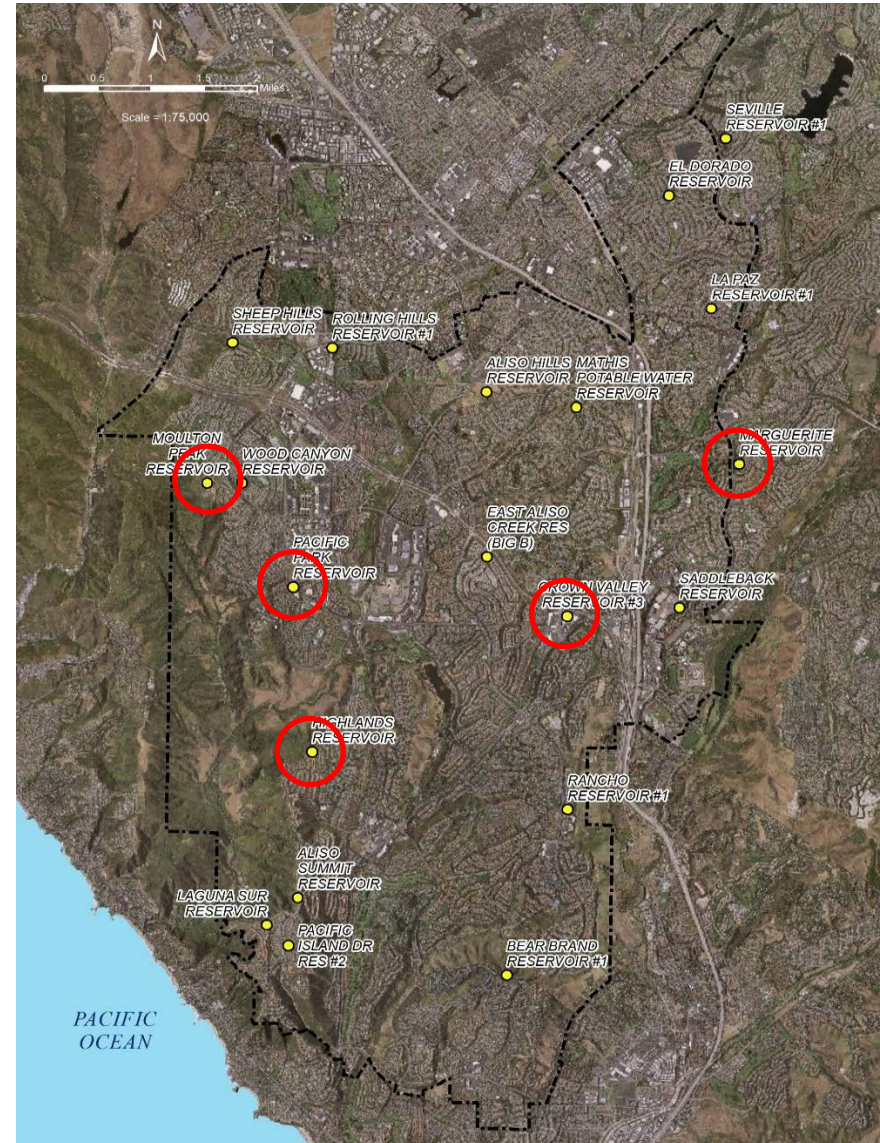 N
0 0.5 1 1.5 2
Miles
Scale = 1:75,000
SEVILLE
RESERVOIR #1
EL DORADO
RESERVOIR
LA PAZ
RESERVOIR #1
SHEEP HILLS
RESERVOIR
ROLLING HILLS
RESERVOIR #1
ALISO HILLS
RESERVOIR
MATHIS
POTABLE WATER
RESERVOIR
MOULTON
PEAK
RESERVOIR
WOOD CANYON
RESERVOIR
MARGUERITE
RESERVOIR
EAST ALISO
CREEK RES
(BIG B)
PACIFIC
PARK
RESERVOIR
CROWN VALLEY
RESERVOIR #3
SADDLEBACK
RESERVOIR
HIGHLANDS
RESERVOIR
RANCHO
RESERVOIR #1
ALISO
SUMMIT
RESERVOIR
LAGUNA SUR
RESERVOIR
PACIFIC
ISLAND DR
RES #2
BEAR BRAND
RESERVOIR #1
PACIFIC
OCEAN